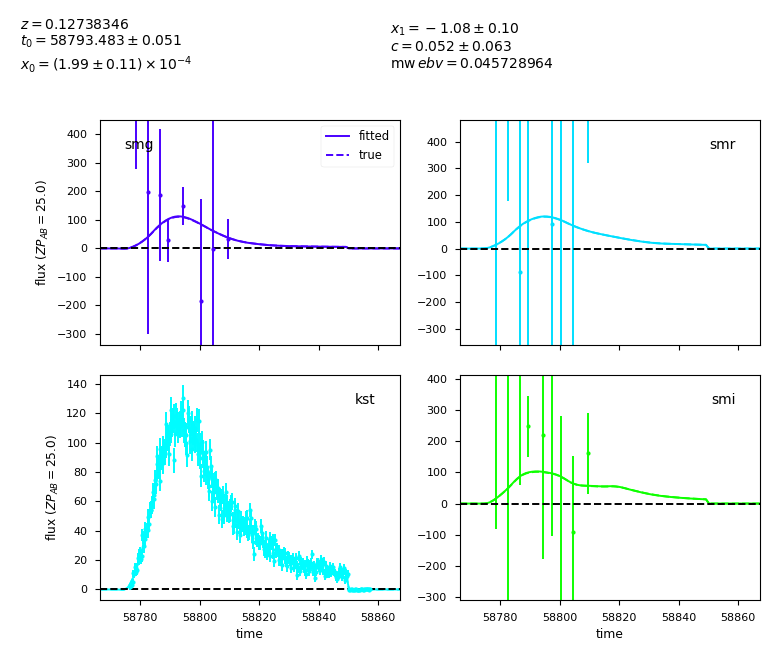 z = 0.12738346
t₀ = 58793.483 ± 0.051
x₀ = (1.99 ± 0.11) × 10⁻⁴
x₁ = −1.08 ± 0.10
c = 0.052 ± 0.063
mw ebv = 0.045728964
smg
fitted
true
400
300
200
100
0
−100
−200
−300
flux (ZP_AB = 25.0)
smr
400
300
200
100
0
−100
−200
−300
kst
140
120
100
80
60
40
20
0
flux (ZP_AB = 25.0)
58780 58800 58820 58840 58860
time
smi
400
300
200
100
0
−100
−200
−300
58780 58800 58820 58840 58860
time